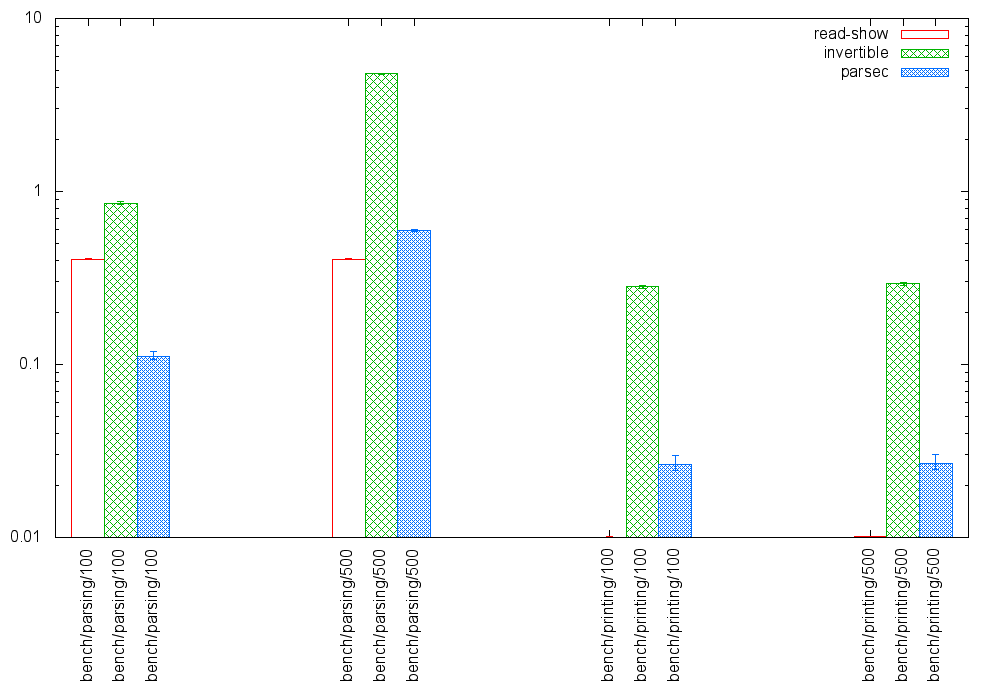 10
1
0.1
0.01
read-show
invertible
parsec
bench/parsing/100
bench/parsing/100
bench/parsing/100
bench/parsing/500
bench/parsing/500
bench/parsing/500
bench/printing/100
bench/printing/100
bench/printing/100
bench/printing/500
bench/printing/500
bench/printing/500